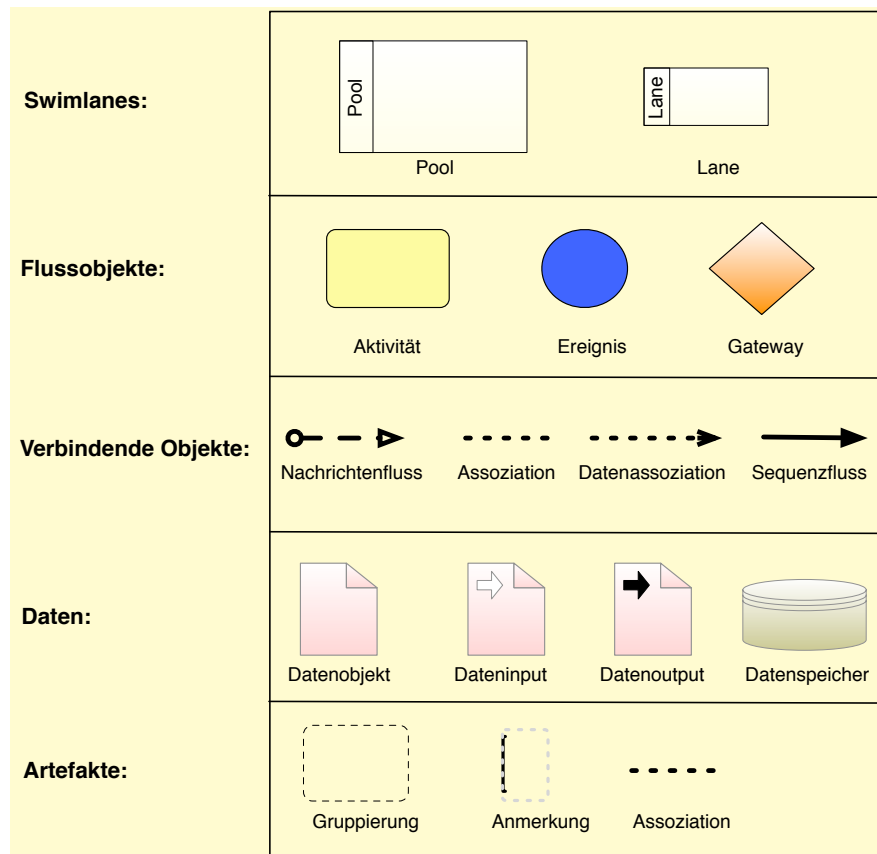 Swimlanes:
Pool
Lane
Pool
Lane
Flussobjekte:
Aktivität
Ereignis
Gateway
Verbindende Objekte:
Nachrichtenfluss
Assoziation
Datenassoziation
Sequenzfluss
Daten:
Datenobjekt
Dateninput
Datenoutput
Datenspeicher
Artefakte:
Gruppierung
Anmerkung
Assoziation